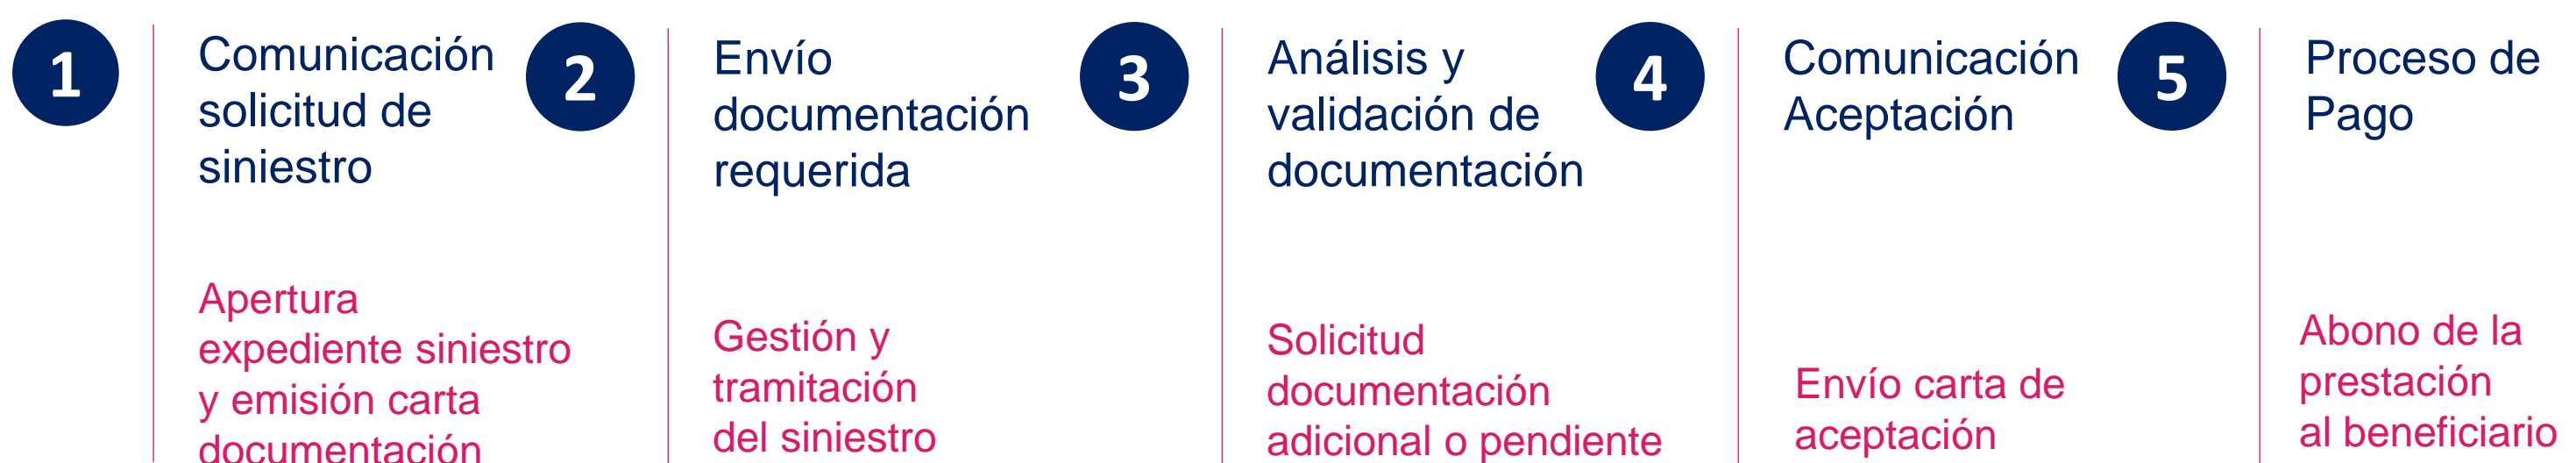 1
Comunicación
solicitud de
siniestro
Apertura
expediente siniestro
y emisión carta
documentación
2
Envío
documentación
requerida
Gestión y
tramitación
del siniestro
3
Análisis y
validación de
documentación
Solicitud
documentación
adicional o pendiente
4
Comunicación
Aceptación
Envío carta de
aceptación
5
Proceso de
Pago
Abono de la
prestación
al beneficiario